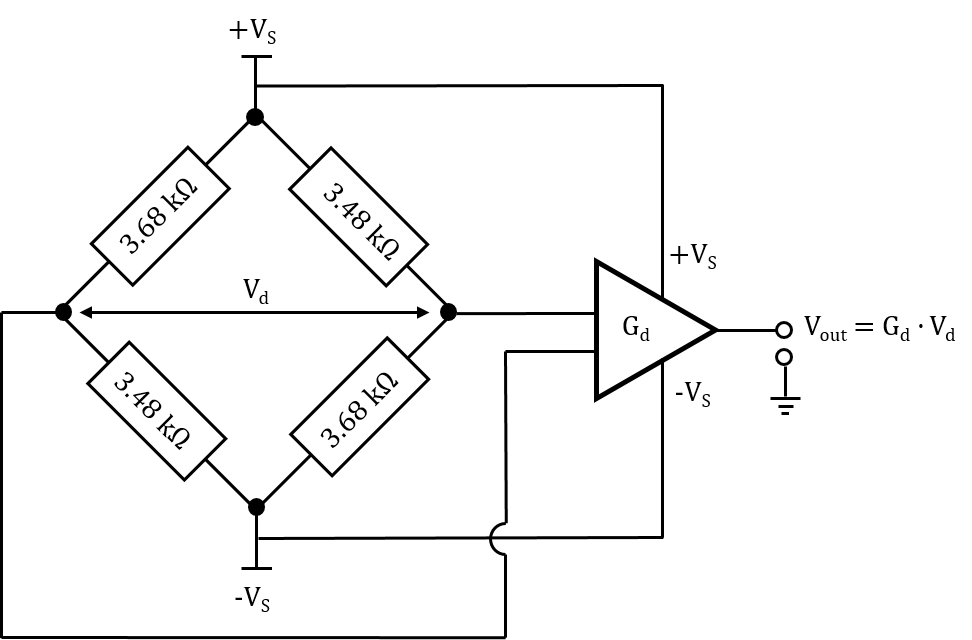 +V_S
3.68 kΩ
3.48 kΩ
V_d
+V_S
G_d
V_out = G_d · V_d
3.48 kΩ
3.68 kΩ
-V_S
-V_S